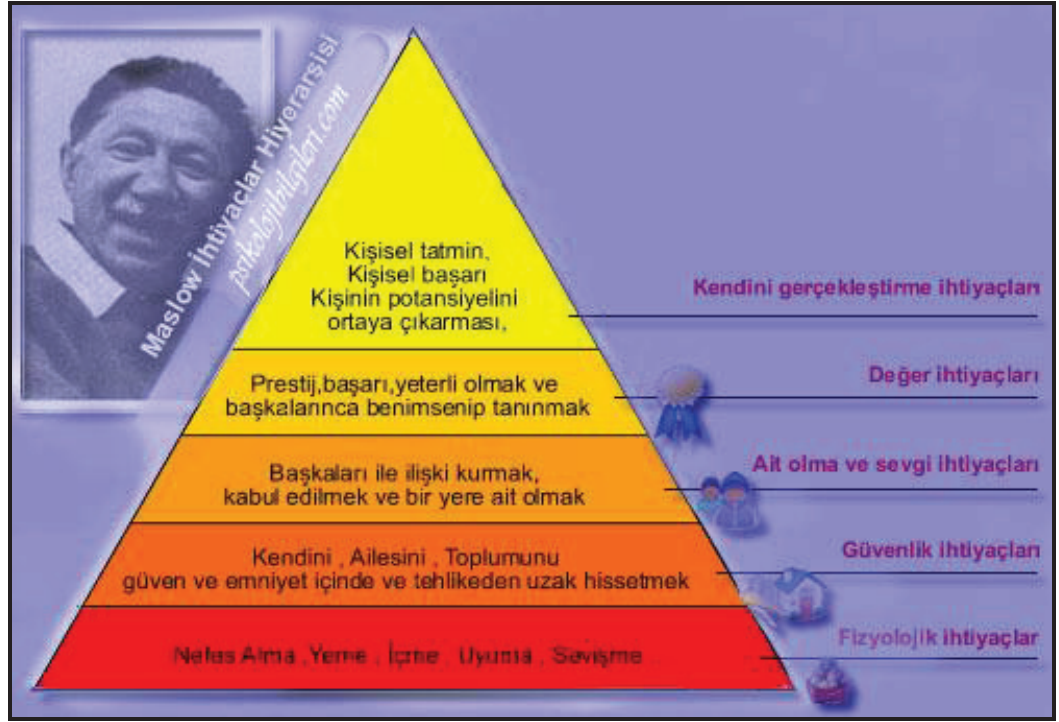 Maslow İhtiyaçlar Hiyerarşisi
psikolojibilgileri.com
Kişisel tatmin,
Kişisel başarı
Kişinin potansiyelini
ortaya çıkarması,
Kendini gerçekleştirme ihtiyaçları
Prestij,başarı,yeterli olmak ve
başkalarınca benimsenip tanınmak
Değer ihtiyaçları
Başkaları ile ilişki kurmak,
kabul edilmek ve bir yere ait olmak
Ait olma ve sevgi ihtiyaçları
Kendini , Ailesini , Toplumunu
güven ve emniyet içinde ve tehlikeden uzak hissetmek
Güvenlik ihtiyaçları
Nefes Alma , Yeme , İçme , Uyuma , Sevişme
Fizyolojik ihtiyaçlar